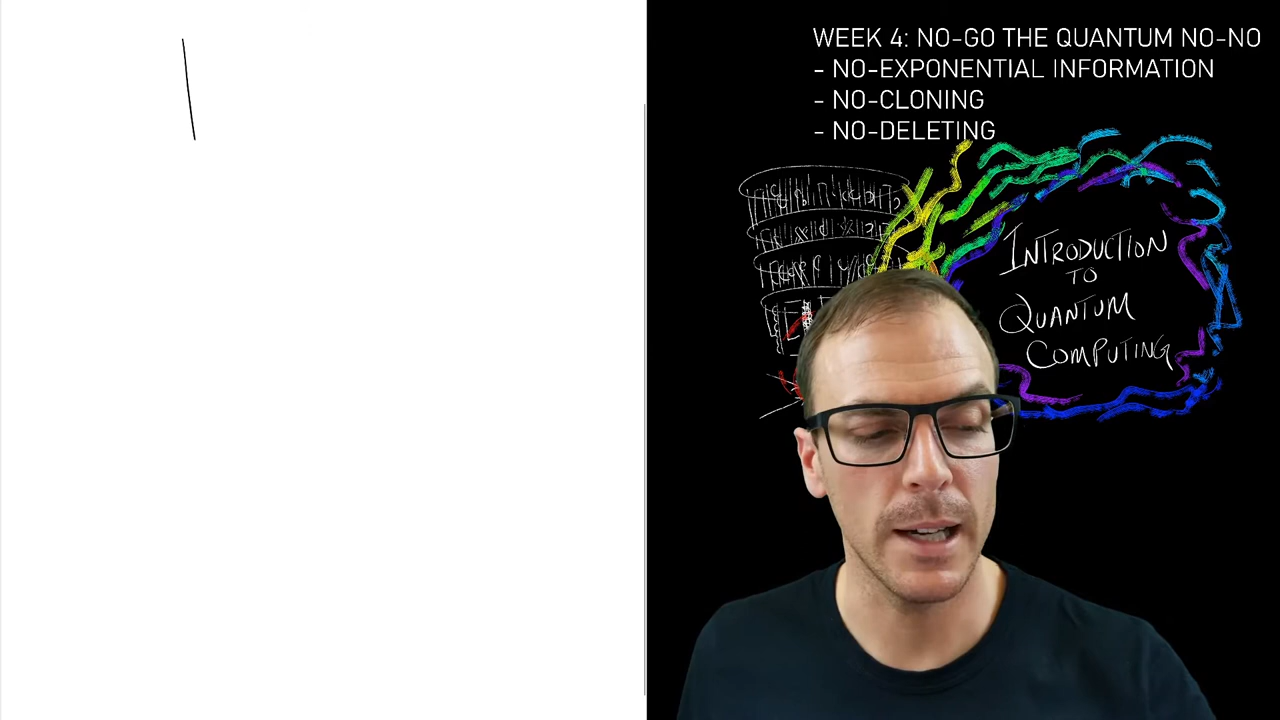 WEEK 4: NO-GO THE QUANTUM NO-NO
- NO-EXPONENTIAL INFORMATION
- NO-CLONING
- NO-DELETING
INTRODUCTION
TO
QUANTUM
COMPUTING